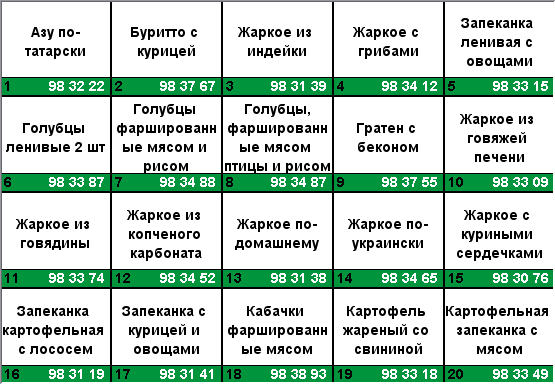 Азу по-
татарски
1 98 32 22
Буритто с
курицей
2 98 37 67
Жаркое из
индейки
3 98 31 39
Жаркое с
грибами
4 98 34 12
Запеканка
ленивая с
овощами
5 98 33 15
Голубцы
ленивые 2 шт
6 98 33 87
Голубцы
фаршированн
ые мясом и
рисом
7 98 34 88
Голубцы,
фаршированн
ые мясом
птицы и рисом
8 98 34 87
Гратен с
беконом
9 98 37 55
Жаркое из
говяжей
печени
10 98 33 09
Жаркое из
говядины
11 98 33 74
Жаркое из
копченого
карбоната
12 98 34 52
Жаркое по-
домашнему
13 98 31 38
Жаркое по-
украински
14 98 34 65
Жаркое с
куриными
сердечками
15 98 30 76
Запеканка
картофельная
с лососем
16 98 31 19
Запеканка с
курицей и
овощами
17 98 31 41
Кабачки
фаршированн
ые мясом
18 98 38 93
Картофель
жареный со
свининой
19 98 33 18
Картофельная
запеканка с
мясом
20 98 33 49